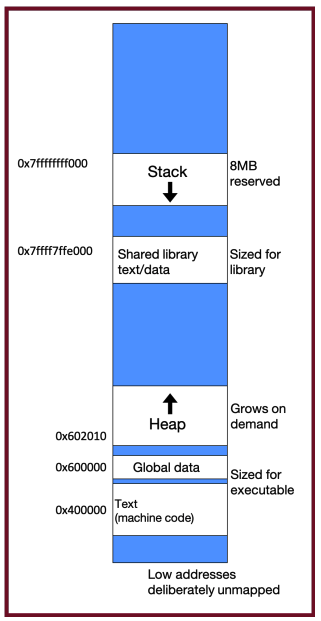 0x7ffffffff000
Stack
8MB
reserved
0x7ffff7ffe000
Shared library
text/data
Sized for
library
Heap
Grows on
demand
0x602010
0x600000
Global data
Sized for
executable
0x400000
Text
(machine code)
Low addresses
deliberately unmapped